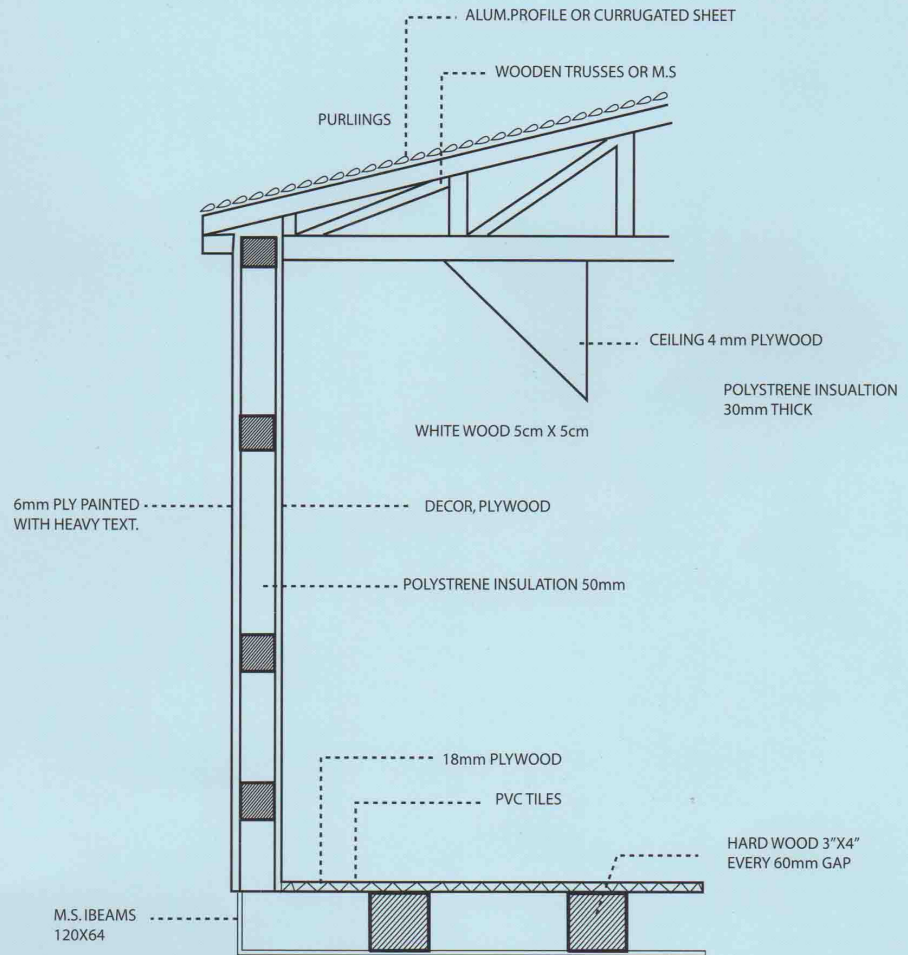 ALUM.PROFILE OR CURRUGATED SHEET
WOODEN TRUSSES OR M.S
PURLIINGS
CEILING 4 mm PLYWOOD
POLYSTRENE INSUALTION
30mm THICK
WHITE WOOD 5cm X 5cm
6mm PLY PAINTED
WITH HEAVY TEXT.
DECOR, PLYWOOD
POLYSTRENE INSULATION 50mm
18mm PLYWOOD
PVC TILES
HARD WOOD 3"X4"
EVERY 60mm GAP
M.S. IBEAMS
120X64